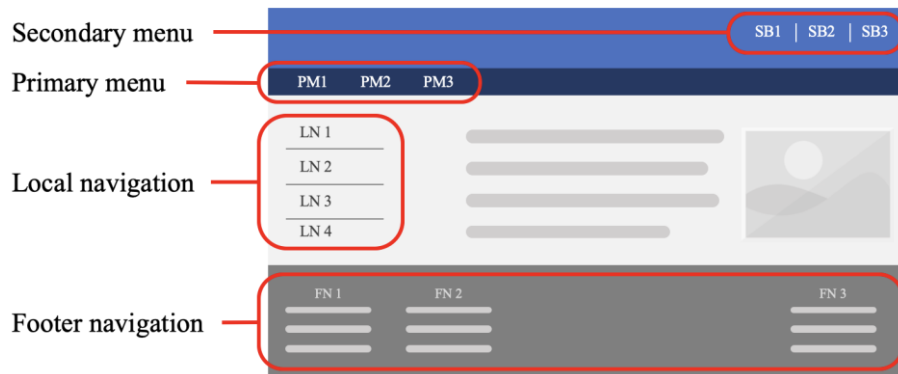 Secondary menu
SB1 | SB2 | SB3
Primary menu
PM1 PM2 PM3
LN 1
LN 2
Local navigation
LN 3
LN 4
FN 1 FN 2 FN 3
Footer navigation